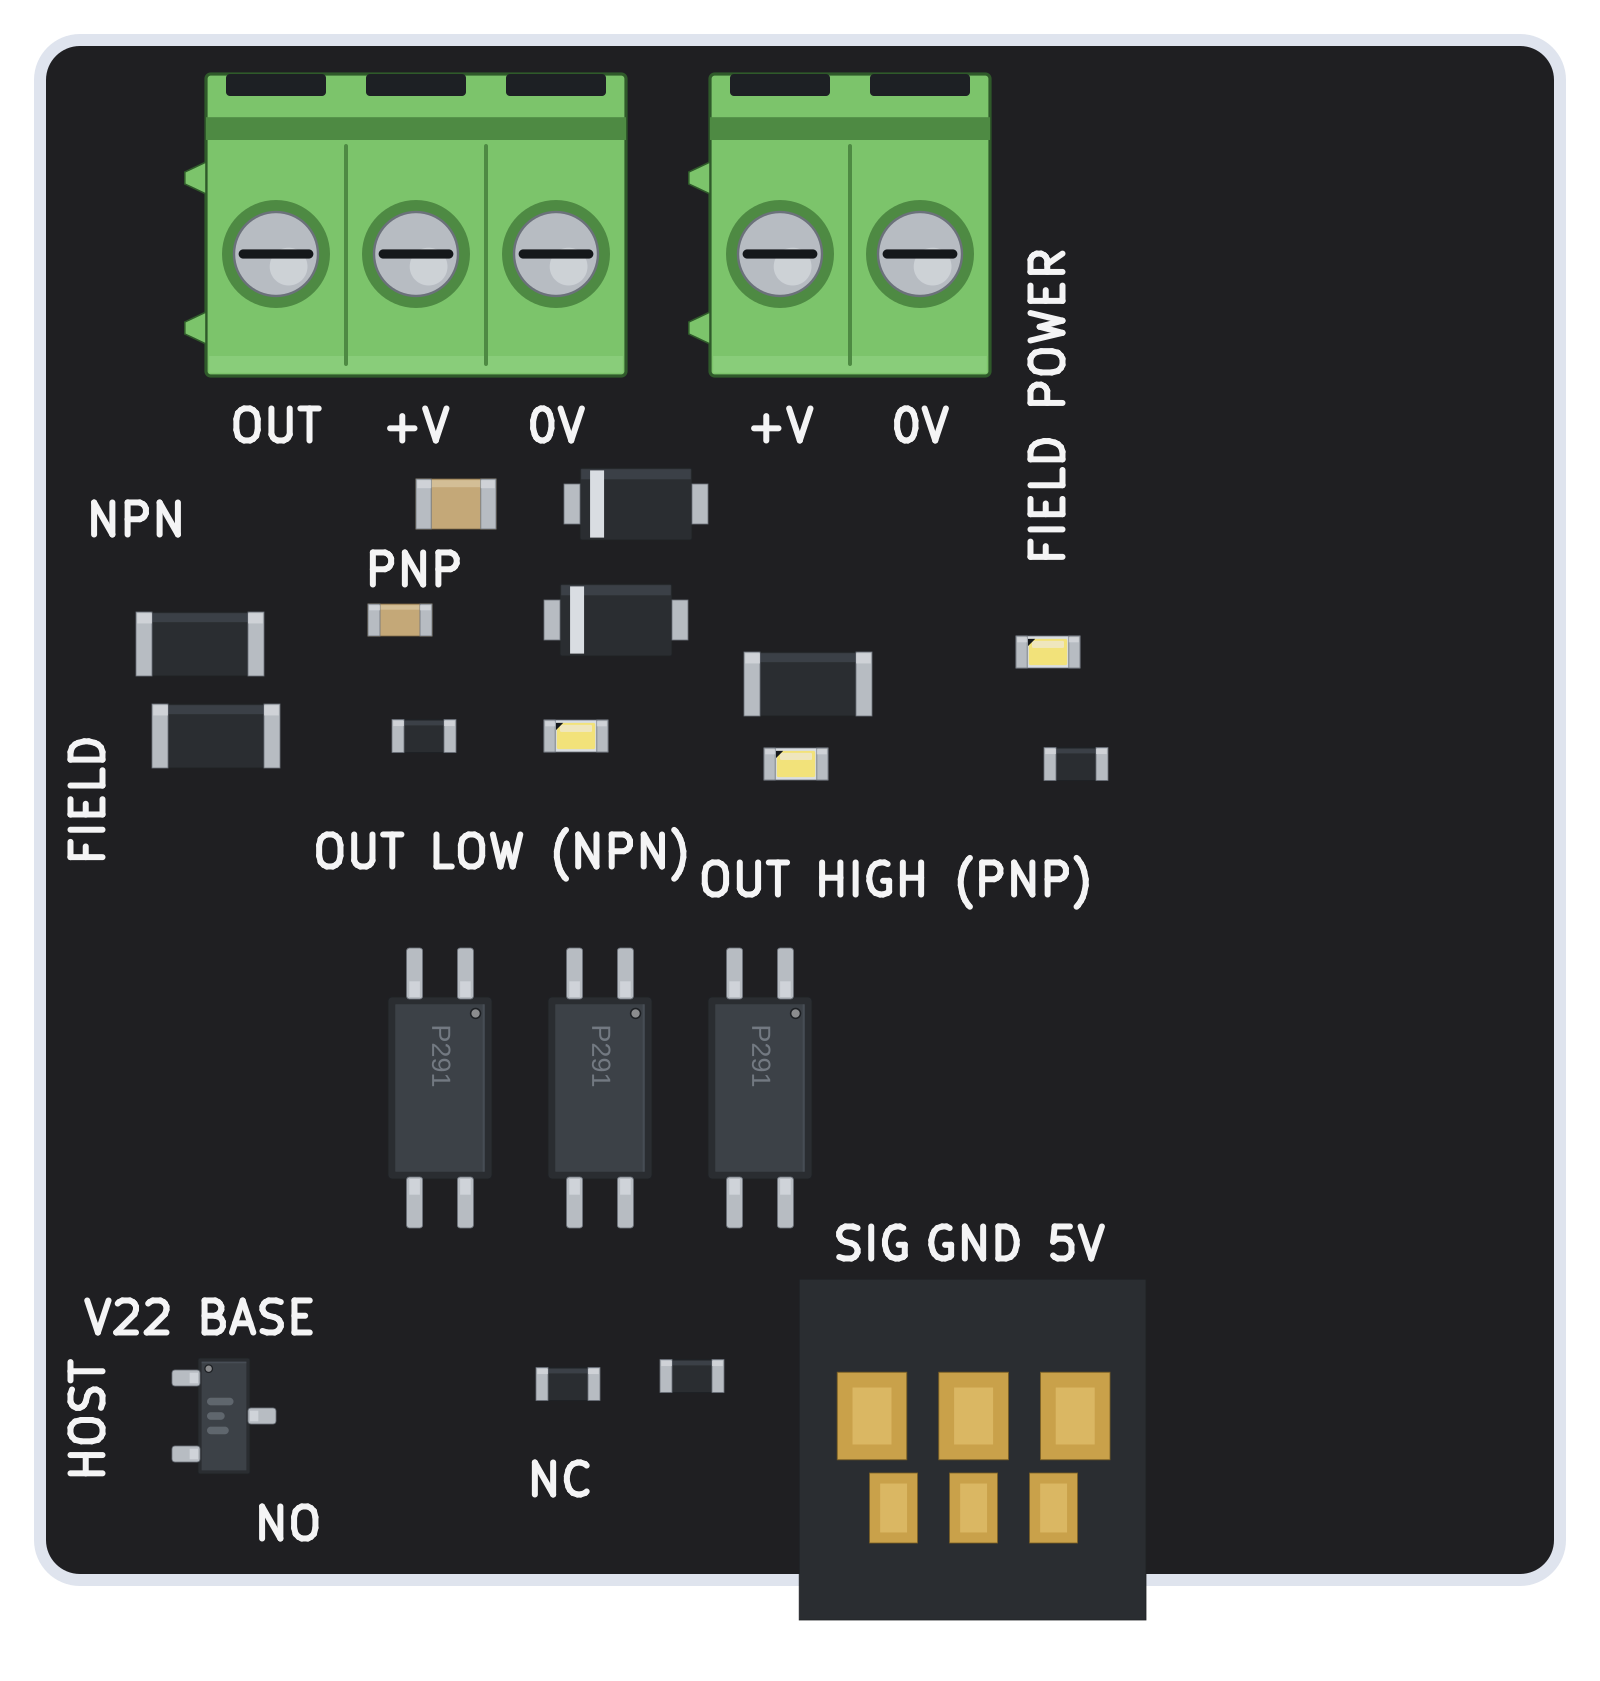 OUT +V 0V +V 0V
FIELD POWER
NPN
PNP
FIELD
OUT LOW (NPN)
OUT HIGH (PNP)
P291 P291 P291
SIG GND 5V
V22 BASE
HOST
NC
NO